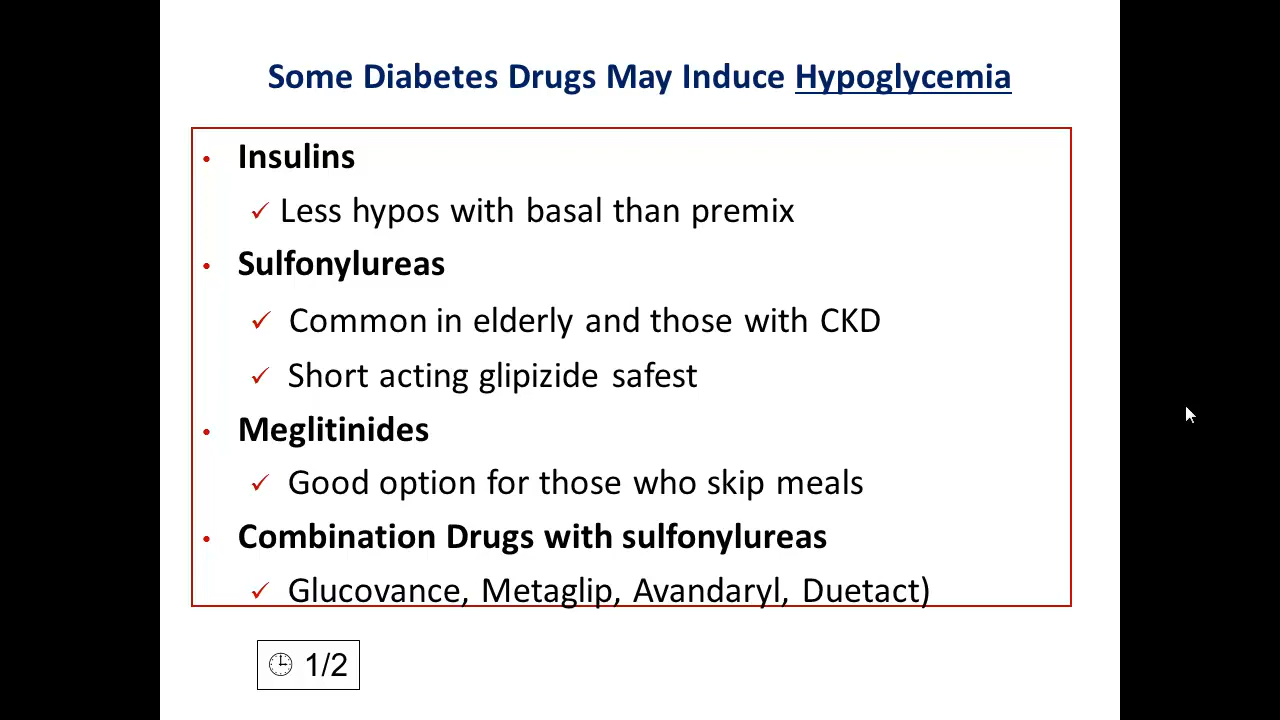 Some Diabetes Drugs May Induce Hypoglycemia
• Insulins
✓ Less hypos with basal than premix
• Sulfonylureas
✓ Common in elderly and those with CKD
✓ Short acting glipizide safest
• Meglitinides
✓ Good option for those who skip meals
• Combination Drugs with sulfonylureas
✓ Glucovance, Metaglip, Avandaryl, Duetact)
🕒 1/2